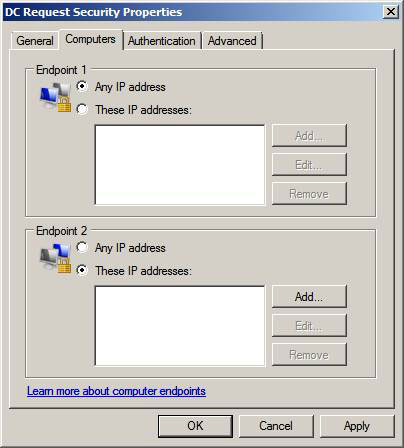 DC Request Security Properties
General Computers Authentication Advanced
Endpoint 1
Any IP address
These IP addresses:
Add...
Edit...
Remove
Endpoint 2
Any IP address
These IP addresses:
Add...
Edit...
Remove
Learn more about computer endpoints
OK Cancel Apply